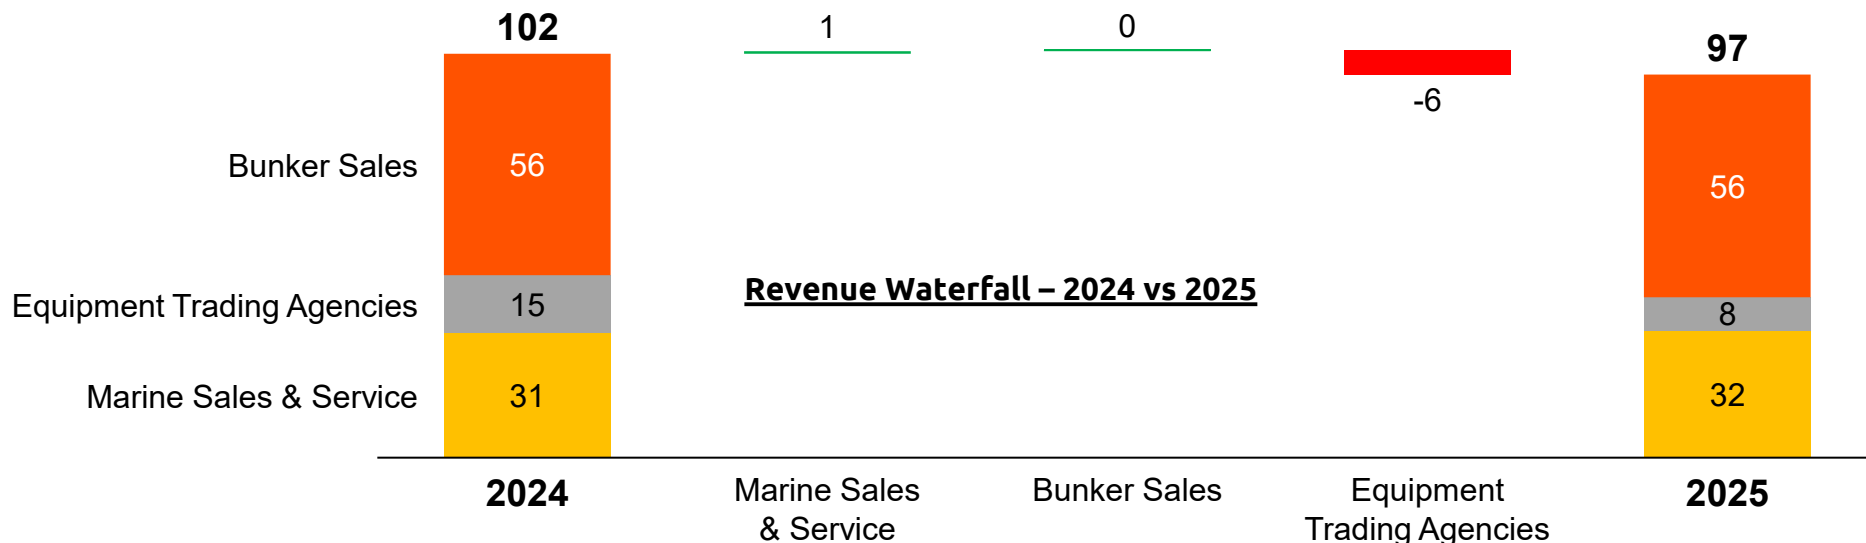 102
1
0
97
-6
Bunker Sales
56
56
Revenue Waterfall – 2024 vs 2025
Equipment Trading Agencies
15
8
Marine Sales & Service
31
32
2024
Marine Sales
& Service
Bunker Sales
Equipment
Trading Agencies
2025